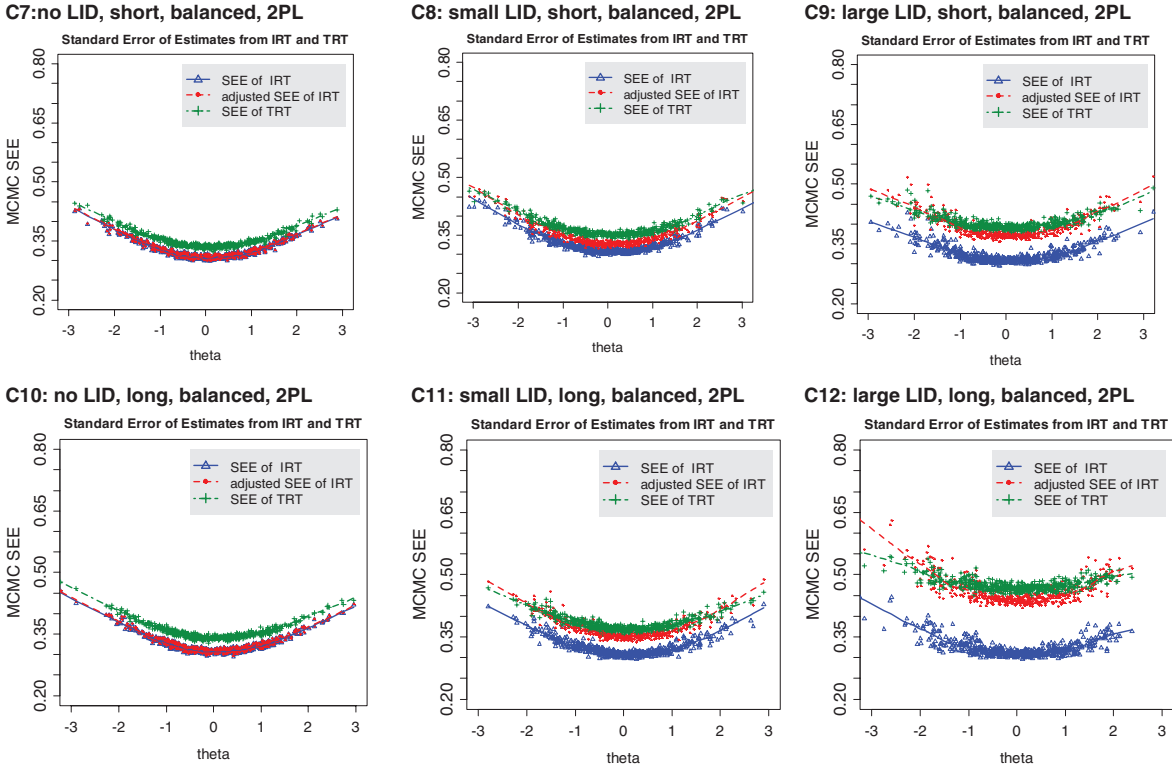 C7:no LID, short, balanced, 2PL
Standard Error of Estimates from IRT and TRT
SEE of IRT
adjusted SEE of IRT
SEE of TRT
MCMC SEE
0.80
0.65
0.50
0.35
0.20
-3 -2 -1 0 1 2 3
theta
C8: small LID, short, balanced, 2PL
Standard Error of Estimates from IRT and TRT
SEE of IRT
adjusted SEE of IRT
SEE of TRT
MCMC SEE
0.80
0.65
0.50
0.35
0.20
-3 -2 -1 0 1 2 3
theta
C9: large LID, short, balanced, 2PL
Standard Error of Estimates from IRT and TRT
SEE of IRT
adjusted SEE of IRT
SEE of TRT
MCMC SEE
0.80
0.65
0.50
0.35
0.20
-3 -2 -1 0 1 2 3
theta
C10: no LID, long, balanced, 2PL
Standard Error of Estimates from IRT and TRT
SEE of IRT
adjusted SEE of IRT
SEE of TRT
MCMC SEE
0.80
0.65
0.50
0.35
0.20
-3 -2 -1 0 1 2 3
theta
C11: small LID, long, balanced, 2PL
Standard Error of Estimates from IRT and TRT
SEE of IRT
adjusted SEE of IRT
SEE of TRT
MCMC SEE
0.80
0.65
0.50
0.35
0.20
-3 -2 -1 0 1 2 3
theta
C12: large LID, long, balanced, 2PL
Standard Error of Estimates from IRT and TRT
SEE of IRT
adjusted SEE of IRT
SEE of TRT
MCMC SEE
0.80
0.65
0.50
0.35
0.20
-3 -2 -1 0 1 2 3
theta